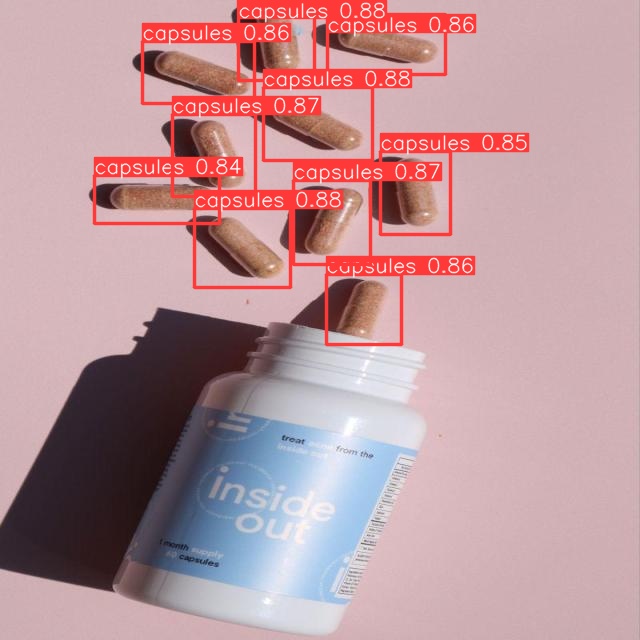 capsules 0.88
capsules 0.86
capsules 0.86
capsules 0.88
capsules 0.87
capsules 0.85
capsules 0.84
capsules 0.87
capsules 0.88
capsules 0.86
treat acne from the
inside out
inside
out
1 month supply
60 capsules